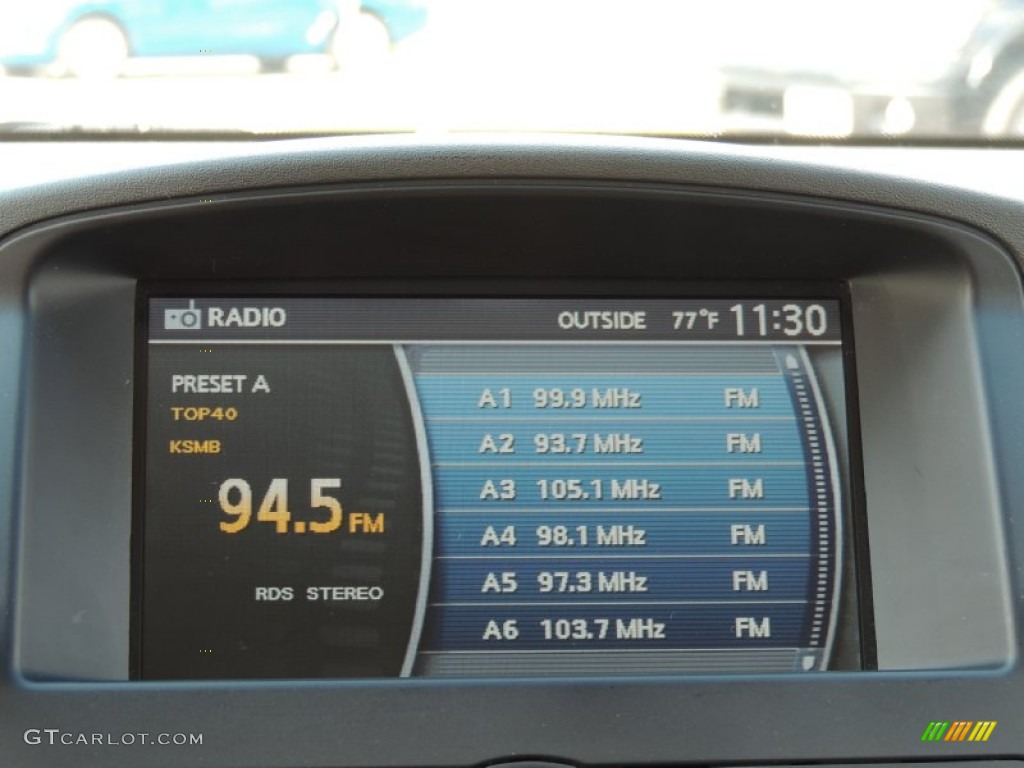 RADIO OUTSIDE 77°F 11:30
PRESET A
TOP40
KSMB
94.5 FM
RDS STEREO
A1 99.9 MHz FM
A2 93.7 MHz FM
A3 105.1 MHz FM
A4 98.1 MHz FM
A5 97.3 MHz FM
A6 103.7 MHz FM
GTCARLOT.COM